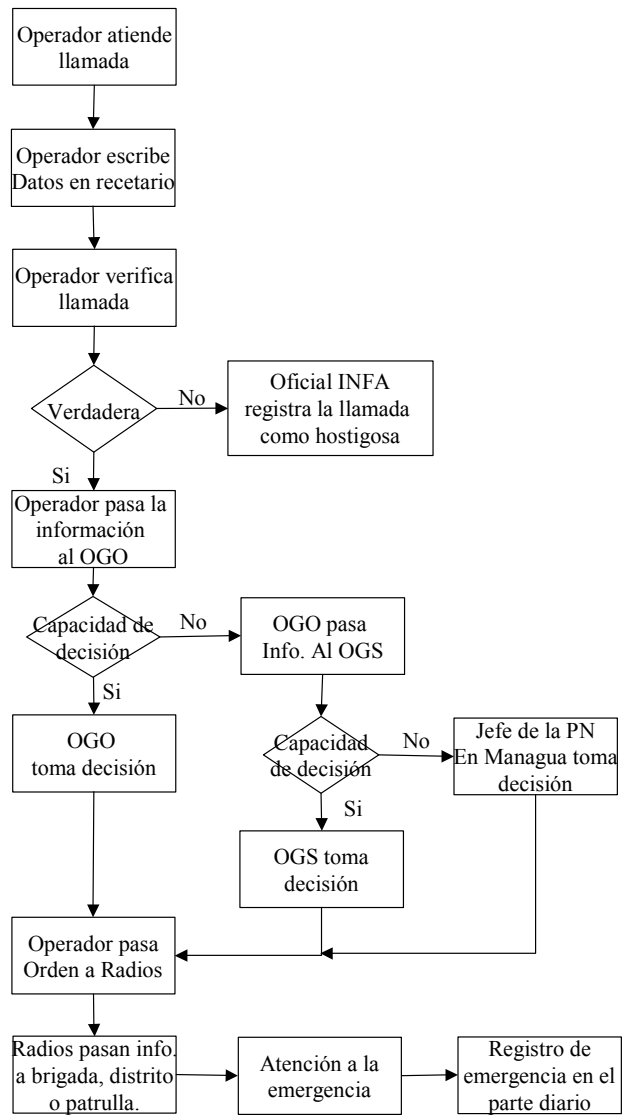 Operador atiende
llamada
Operador escribe
Datos en recetario
Operador verifica
llamada
Verdadera
No
Oficial INFA
registra la llamada
como hostigosa
Si
Operador pasa la
información
al OGO
Capacidad de
decisión
No
OGO pasa
Info. Al OGS
Si
OGO
toma decisión
Capacidad
de decisión
No
Jefe de la PN
En Managua toma
decisión
Si
OGS toma
decisión
Operador pasa
Orden a Radios
Radios pasan info.
a brigada, distrito
o patrulla.
Atención a la
emergencia
Registro de
emergencia en el
parte diario